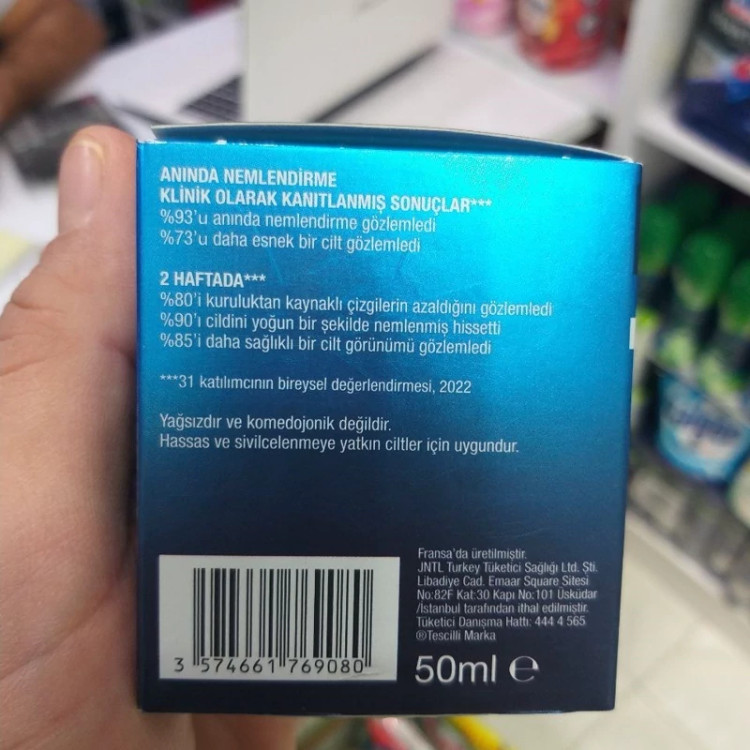 ANINDA NEMLENDİRME
KLİNİK OLARAK KANITLANMIŞ SONUÇLAR***
%93'u anında nemlendirme gözlemledi
%73'u daha esnek bir cilt gözlemledi
2 HAFTADA***
%80'i kuruluktan kaynaklı çizgilerin azaldığını gözlemledi
%90'ı cildini yoğun bir şekilde nemlenmiş hissetti
%85'i daha sağlıklı bir cilt görünümü gözlemledi
***31 katılımcının bireysel değerlendirmesi, 2022
Yağsızdır ve komedojonik değildir.
Hassas ve sivilcelenmeye yatkın ciltler için uygundur.
Fransa'da üretilmiştir.
JNTL Turkey Tüketici Sağlığı Ltd. Şti.
Libadiye Cad. Emaar Square Sitesi
No:82F Kat:30 Kapı No:101 Üsküdar
/İstanbul tarafından ithal edilmiştir.
Tüketici Danışma Hattı: 444 4 565
®Tescilli Marka
3 574661 769080
50ml ℮